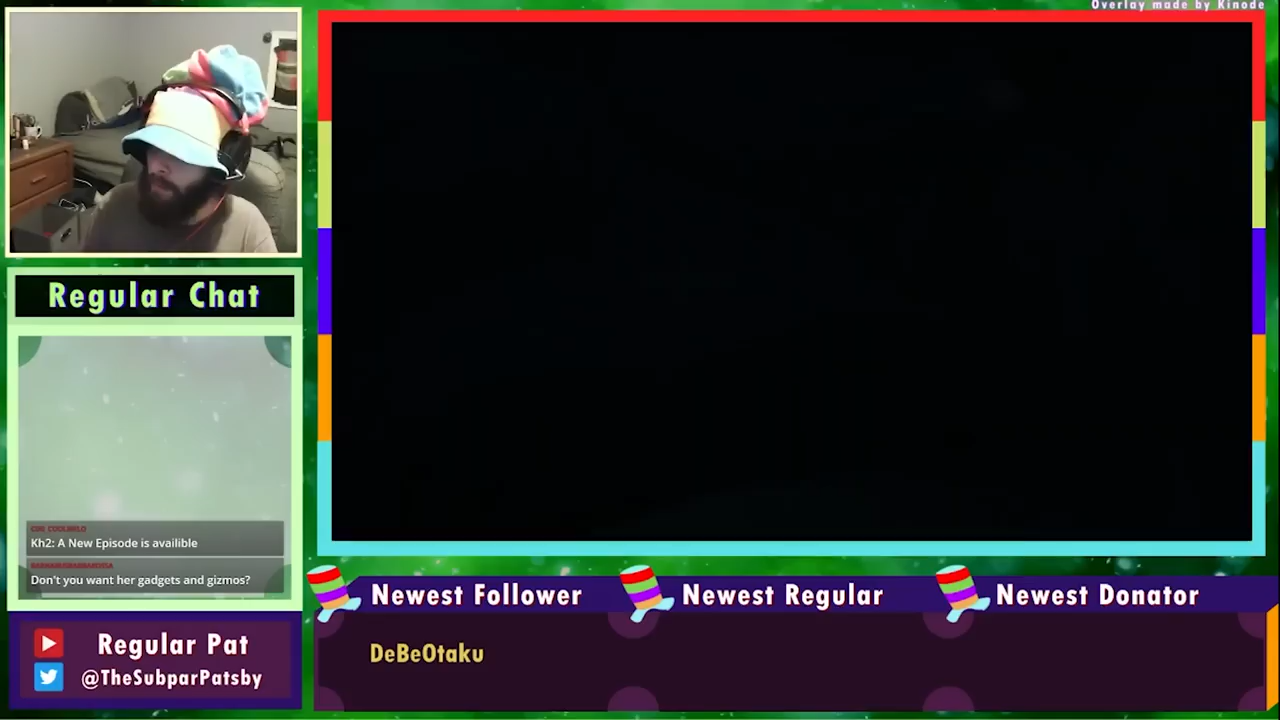 Overlay made by Kinode
Regular Chat
Kh2: A New Episode is availible
Don't you want her gadgets and gizmos?
Newest Follower
Newest Regular
Newest Donator
DeBeOtaku
Regular Pat
@TheSubparPatsby